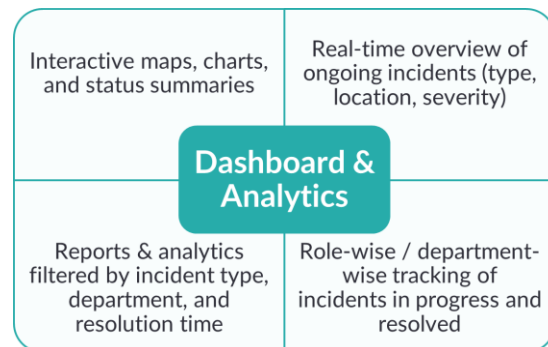 Interactive maps, charts,
and status summaries
Real-time overview of
ongoing incidents (type,
location, severity)
Dashboard &
Analytics
Reports & analytics
filtered by incident type,
department, and
resolution time
Role-wise / department-
wise tracking of
incidents in progress and
resolved